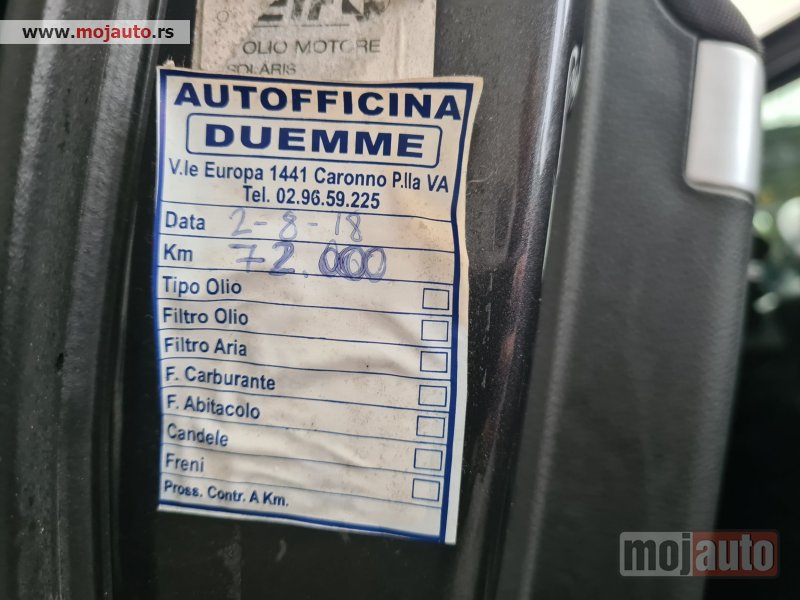 www.mojauto.rs
OLIO MOTORE
SOLARIS
AUTOFFICINA
DUEMME
V.le Europa 1441 Caronno P.lla VA
Tel. 02.96.59.225
Data 2-8-18
Km 72.000
Tipo Olio
Filtro Olio
Filtro Aria
F. Carburante
F. Abitacolo
Candele
Freni
Pross. Contr. A Km.
mojauto